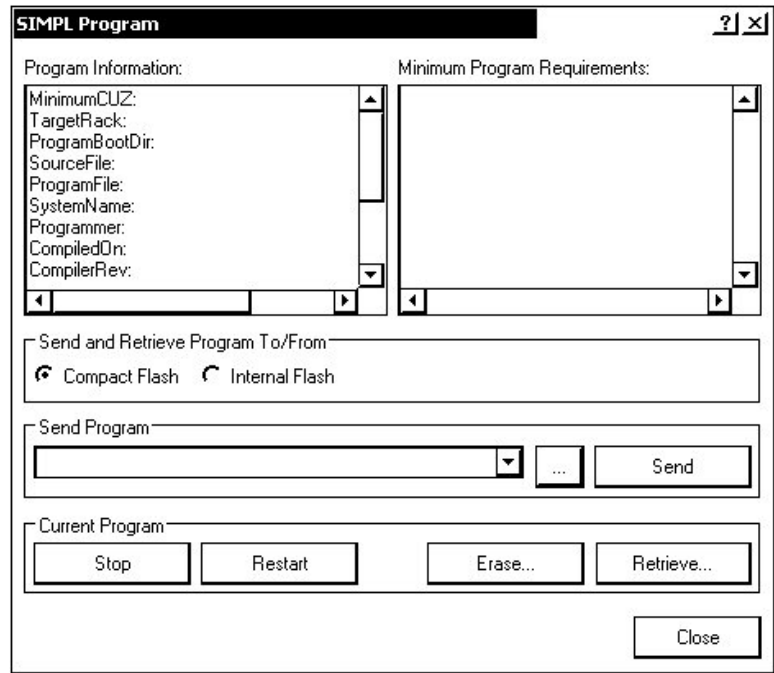 SIMPL Program ?
Program Information: Minimum Program Requirements:
MinimumCUZ:
TargetRack:
ProgramBootDir:
SourceFile:
ProgramFile:
SystemName:
Programmer:
CompiledOn:
CompilerRev:
Send and Retrieve Program To/From
Compact Flash Internal Flash
Send Program
... Send
Current Program
Stop Restart Erase... Retrieve...
Close